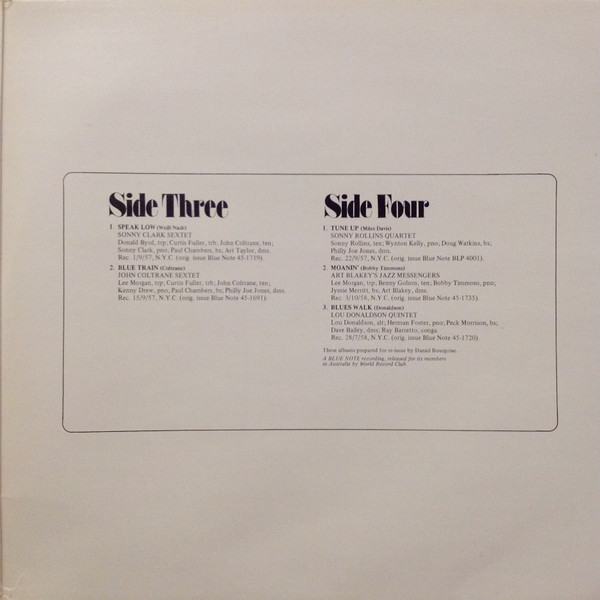 Side Three
1. SPEAK LOW (Weill Nash)
SONNY CLARK SEXTET
Donald Byrd, trp; Curtis Fuller, trb; John Coltrane, ten;
Sonny Clark, pno; Paul Chambers, bs; Art Taylor, dms.
Rec. 1/9/57, N.Y.C. (orig. issue Blue Note 45-1719).
2. BLUE TRAIN (Coltrane)
JOHN COLTRANE SEXTET
Lee Morgan, trp; Curtis Fuller, trb; John Coltrane, ten;
Kenny Drew, pno; Paul Chambers, bs; Philly Joe Jones, dms.
Rec. 15/9/57, N.Y.C. (orig. issue Blue Note 45-1691).
Side Four
1. TUNE UP (Miles Davis)
SONNY ROLLINS QUARTET
Sonny Rollins, ten; Wynton Kelly, pno; Doug Watkins, bs;
Philly Joe Jones, dms.
Rec. 22/9/57, N.Y.C. (orig. issue Blue Note BLP-4001).
2. MOANIN' (Bobby Timmons)
ART BLAKEY'S JAZZ MESSENGERS
Lee Morgan, trp; Benny Golson, ten; Bobby Timmons, pno;
Jymie Merritt, bs; Art Blakey, dms.
Rec. 3/10/58, N.Y.C. (orig. issue Blue Note 45-1735).
3. BLUES WALK (Donaldson)
LOU DONALDSON QUINTET
Lou Donaldson, alt; Herman Foster, pno; Peck Morrison, bs;
Dave Bailey, dms; Ray Barretto, conga.
Rec. 28/7/58, N.Y.C. (orig. issue Blue Note 45-1720).
These albums prepared for re-issue by Daniel
A BLUE NOTE recording, released for its members
in Australia by World Record Club.